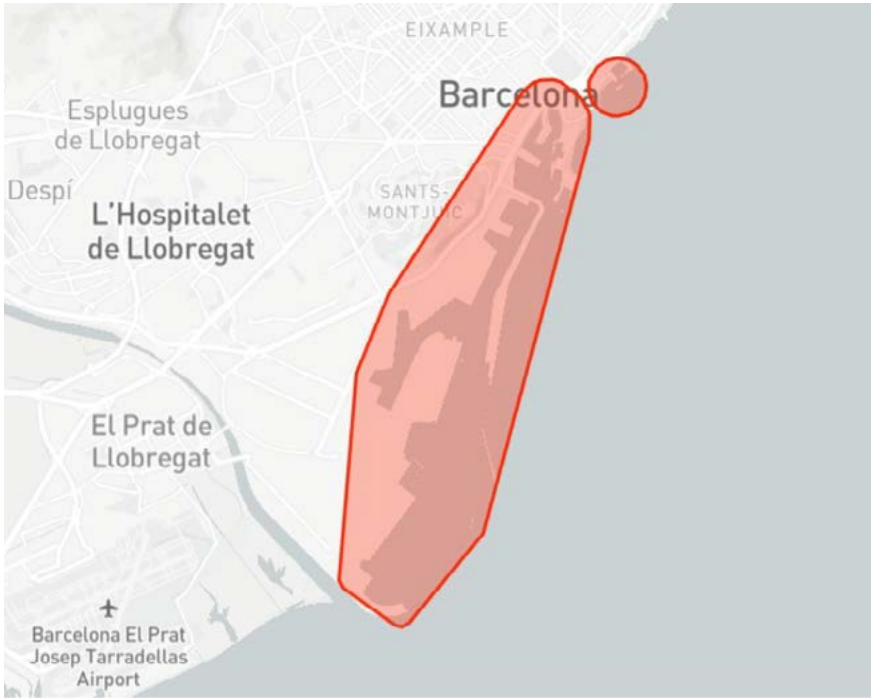 EIXAMPLE
Barcelona
Esplugues
de Llobregat
Despí
SANTS-
MONTJUÏC
L'Hospitalet
de Llobregat
El Prat de
Llobregat
Barcelona El Prat
Josep Tarradellas
Airport